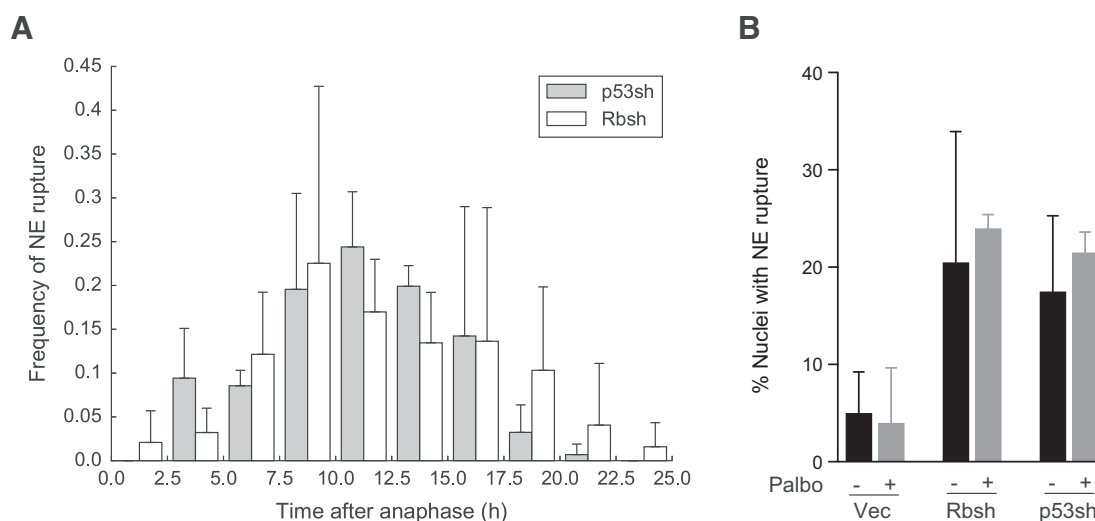 A
Frequency of NE rupture
0.45
0.4
0.35
0.3
0.25
0.2
0.15
0.1
0.05
0.0
0.0 2.5 5.0 7.5 10.0 12.5 15.0 17.5 20.0 22.5 25.0
Time after anaphase (h)
p53sh
Rbsh
B
% Nuclei with NE rupture
40
30
20
10
0
Palbo - + - + - +
Vec Rbsh p53sh